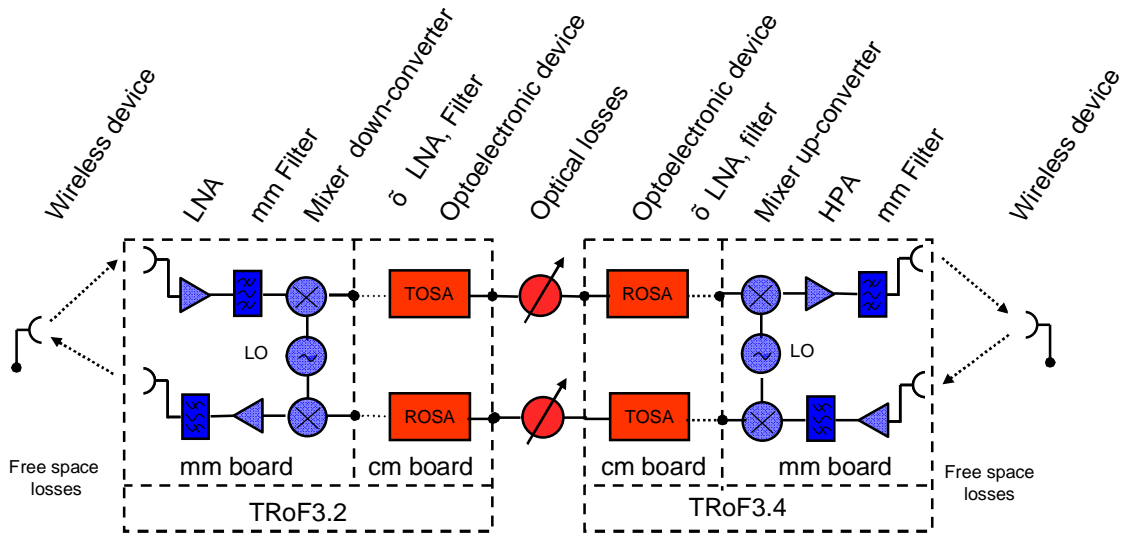 Wireless device
LNA
mm Filter
Mixer down-converter
õ LNA, Filter
Optoelectronic device
Optical losses
Optoelectronic device
õ LNA, filter
Mixer up-converter
HPA
mm Filter
Wireless device
TOSA
ROSA
LO
LO
ROSA
TOSA
Free space
losses
mm board
cm board
cm board
mm board
Free space
losses
TRoF3.2
TRoF3.4